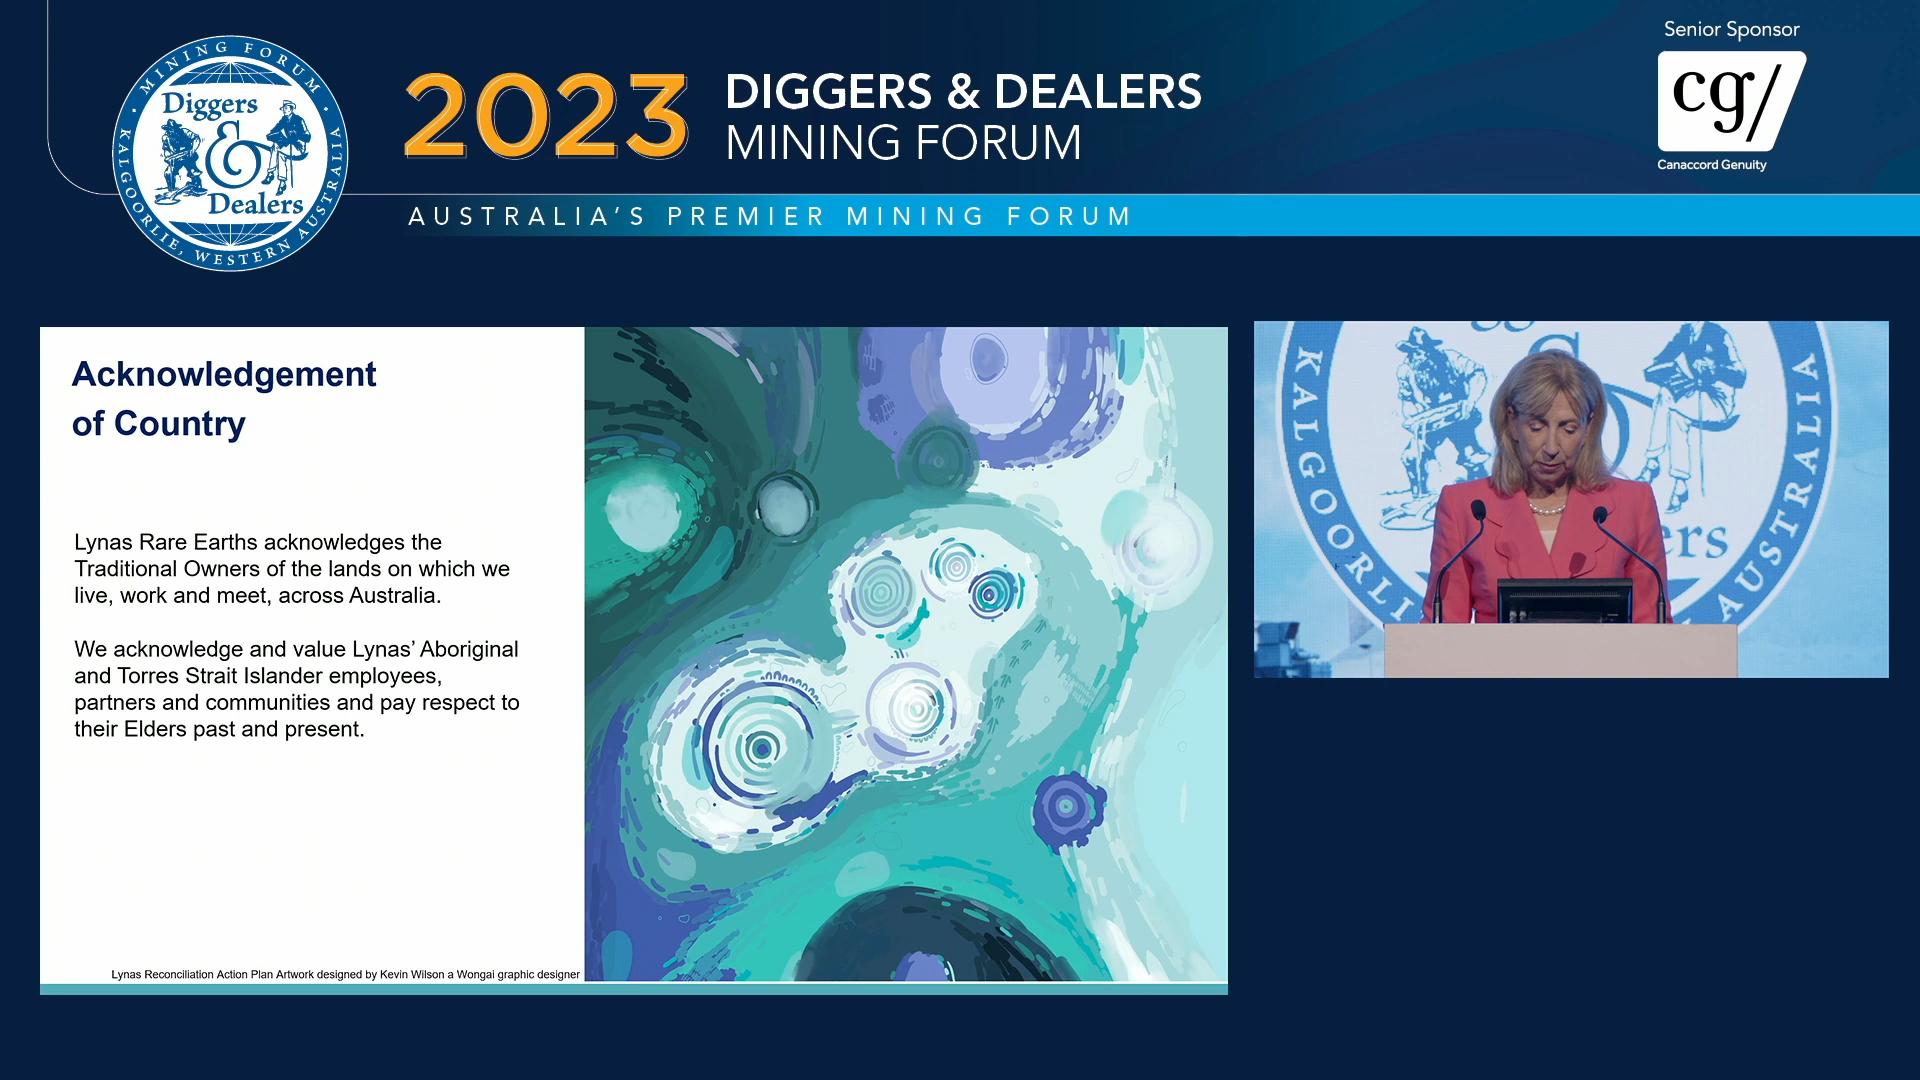 MINING FORUM
Diggers
&
Dealers
KALGOORLIE, WESTERN AUSTRALIA
2023
DIGGERS & DEALERS
MINING FORUM
AUSTRALIA'S PREMIER MINING FORUM
Senior Sponsor
cg/
Canaccord Genuity
Acknowledgement
of Country
Lynas Rare Earths acknowledges the
Traditional Owners of the lands on which we
live, work and meet, across Australia.
We acknowledge and value Lynas' Aboriginal
and Torres Strait Islander employees,
partners and communities and pay respect to
their Elders past and present.
Lynas Reconciliation Action Plan Artwork designed by Kevin Wilson a Wongai graphic designer
KALGOORLI
ers
AUSTRALIA